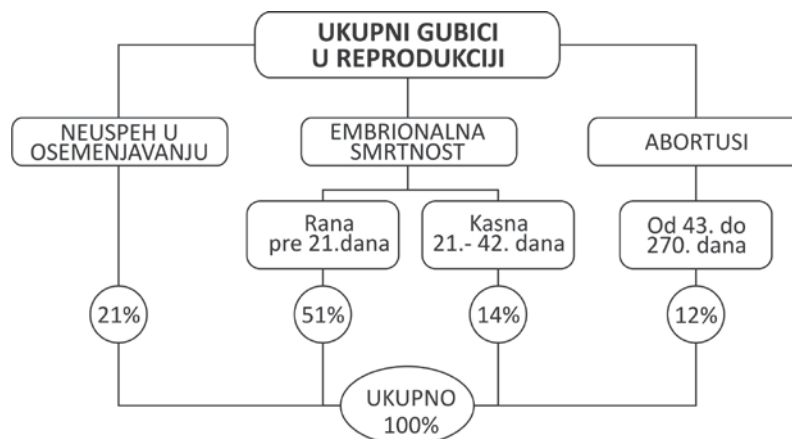 UKUPNI GUBICI
U REPRODUKCIJI
NEUSPEH U
OSEMENJAVANJU
EMBRIONALNA
SMRTNOST
ABORTUSI
Rana
pre 21.dana
Kasna
21.- 42. dana
Od 43. do
270. dana
21%
51%
14%
12%
UKUPNO
100%